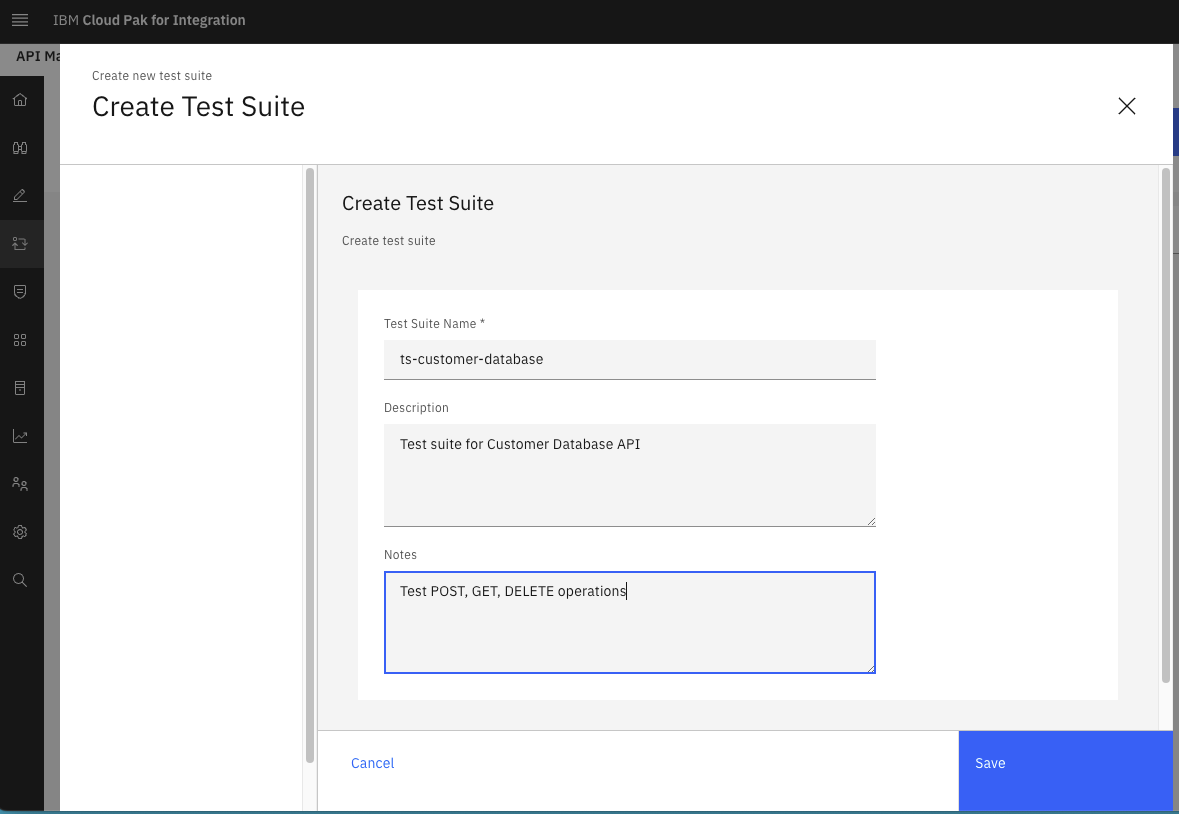 IBM Cloud Pak for Integration
API Ma
Create new test suite
Create Test Suite
Create Test Suite
Create test suite
Test Suite Name *
ts-customer-database
Description
Test suite for Customer Database API
Notes
Test POST, GET, DELETE operations
Cancel
Save